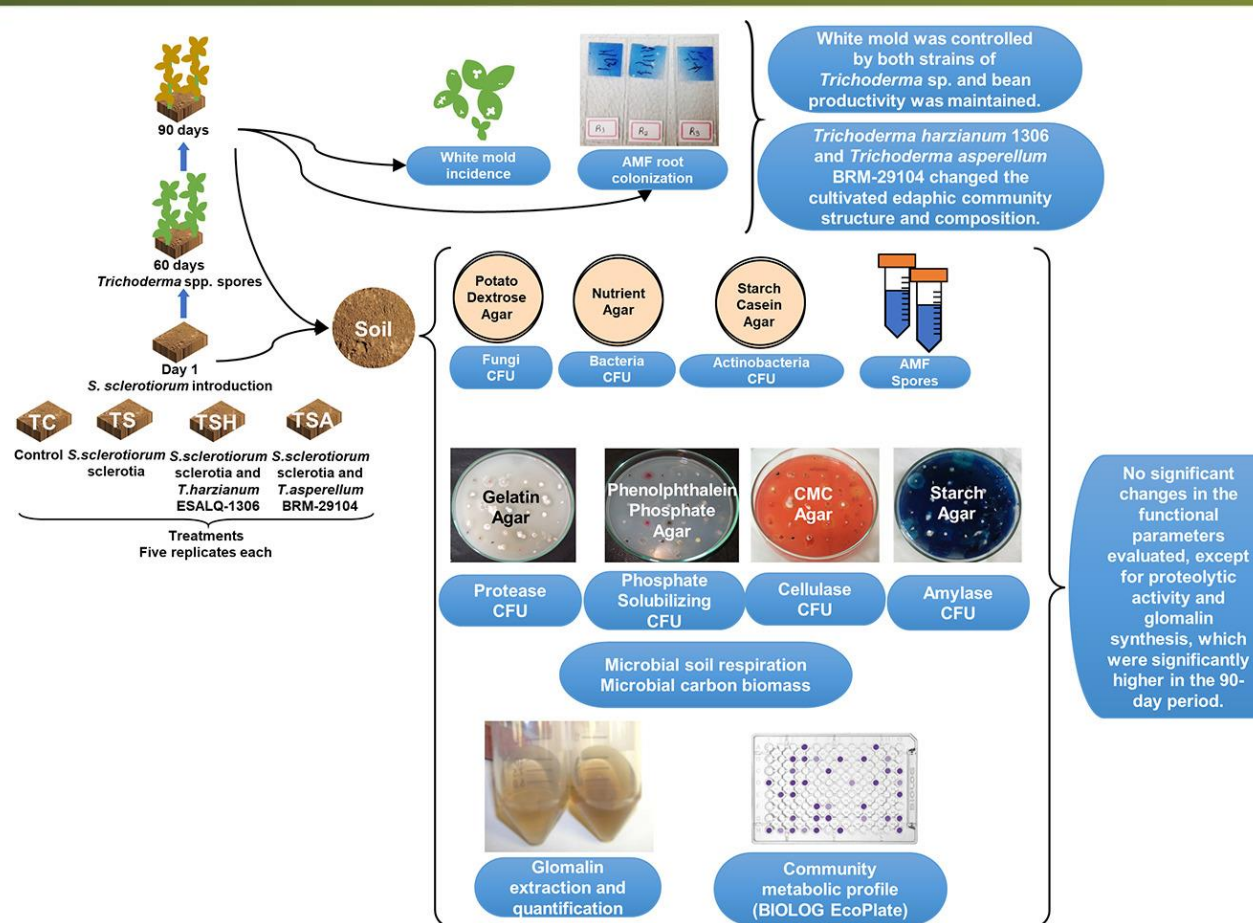 90 days
60 days
Trichoderma spp. spores
Day 1
S. sclerotiorum introduction
TC
Control
TS
S.sclerotiorum
sclerotia
TSH
S.sclerotiorum
sclerotia and
T.harzianum
ESALQ-1306
TSA
S.sclerotiorum
sclerotia and
T.asperellum
BRM-29104
Treatments
Five replicates each
Soil
White mold
incidence
R1
R2
R3
AMF root
colonization
White mold was controlled
by both strains of
Trichoderma sp. and bean
productivity was maintained.
Trichoderma harzianum 1306
and Trichoderma asperellum
BRM-29104 changed the
cultivated edaphic community
structure and composition.
Potato
Dextrose
Agar
Fungi
CFU
Nutrient
Agar
Bacteria
CFU
Starch
Casein
Agar
Actinobacteria
CFU
AMF
Spores
Gelatin
Agar
Protease
CFU
Phenolphthalein
Phosphate
Agar
Phosphate
Solubilizing
CFU
CMC
Agar
Cellulase
CFU
Starch
Agar
Amylase
CFU
Microbial soil respiration
Microbial carbon biomass
Glomalin
extraction and
quantification
BIOLOG
Community
metabolic profile
(BIOLOG EcoPlate)
No significant
changes in the
functional
parameters
evaluated, except
for proteolytic
activity and
glomalin
synthesis, which
were significantly
higher in the 90-
day period.